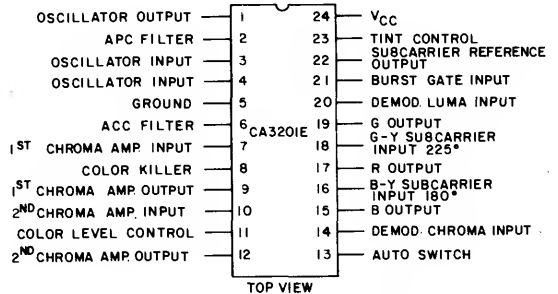 OSCILLATOR OUTPUT 1
APC FILTER 2
OSCILLATOR INPUT 3
OSCILLATOR INPUT 4
GROUND 5
ACC FILTER 6
1ST CHROMA AMP. INPUT 7
COLOR KILLER 8
1ST CHROMA AMP. OUTPUT 9
2ND CHROMA AMP. INPUT 10
COLOR LEVEL CONTROL 11
2ND CHROMA AMP. OUTPUT 12
CA3201E
24 VCC
23 TINT CONTROL
22 SU8CARRIER REFERENCE
OUTPUT
21 BURST GATE INPUT
20 DEMOD. LUMA INPUT
19 G OUTPUT
18 G-Y SU8CARRIER
INPUT 225°
17 R OUTPUT
16 B-Y SUBCARRIER
INPUT 180°
15 B OUTPUT
14 DEMOD. CHROMA INPUT
13 AUTO SWITCH
TOP VIEW